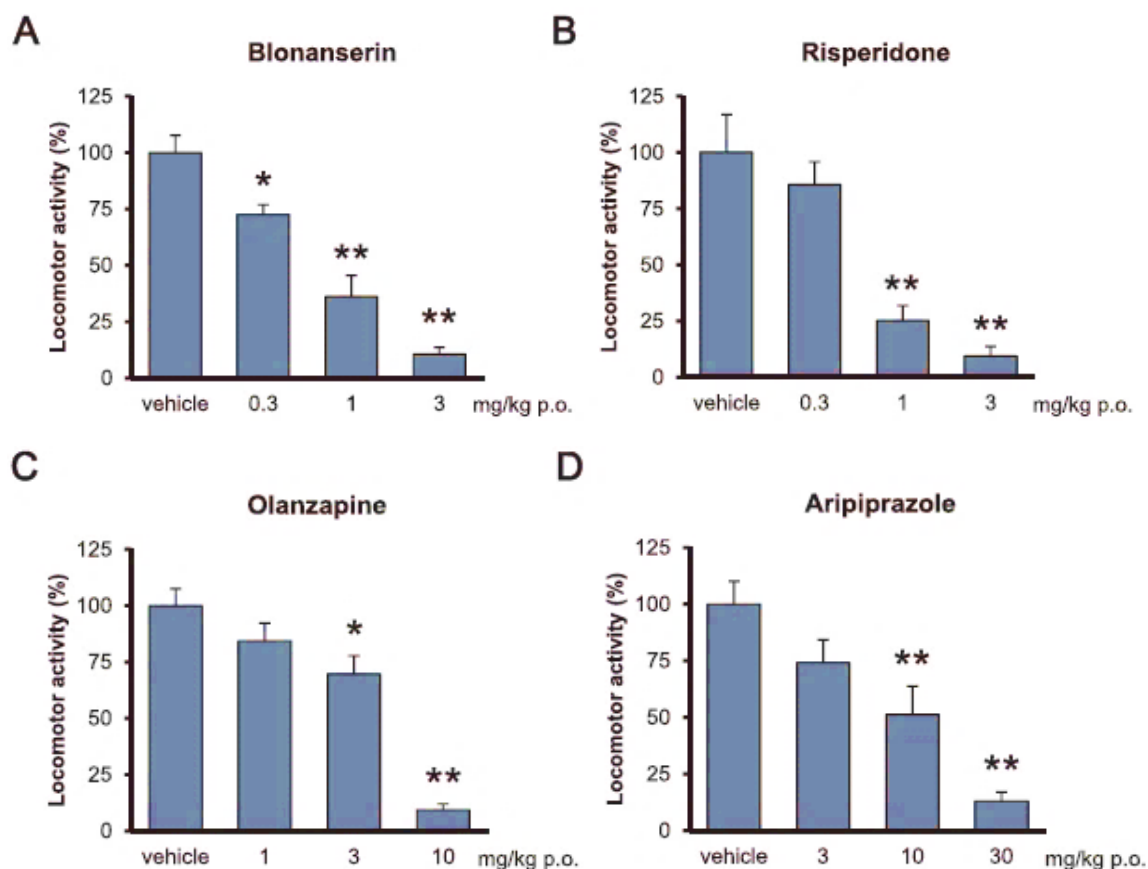 A
Blonanserin
Locomotor activity (%)
125
100
75
50
25
0
*
**
**
vehicle 0.3 1 3 mg/kg p.o.
B
Risperidone
Locomotor activity (%)
125
100
75
50
25
0
**
**
vehicle 0.3 1 3 mg/kg p.o.
C
Olanzapine
Locomotor activity (%)
125
100
75
50
25
0
*
**
vehicle 1 3 10 mg/kg p.o.
D
Aripiprazole
Locomotor activity (%)
125
100
75
50
25
0
**
**
vehicle 3 10 30 mg/kg p.o.